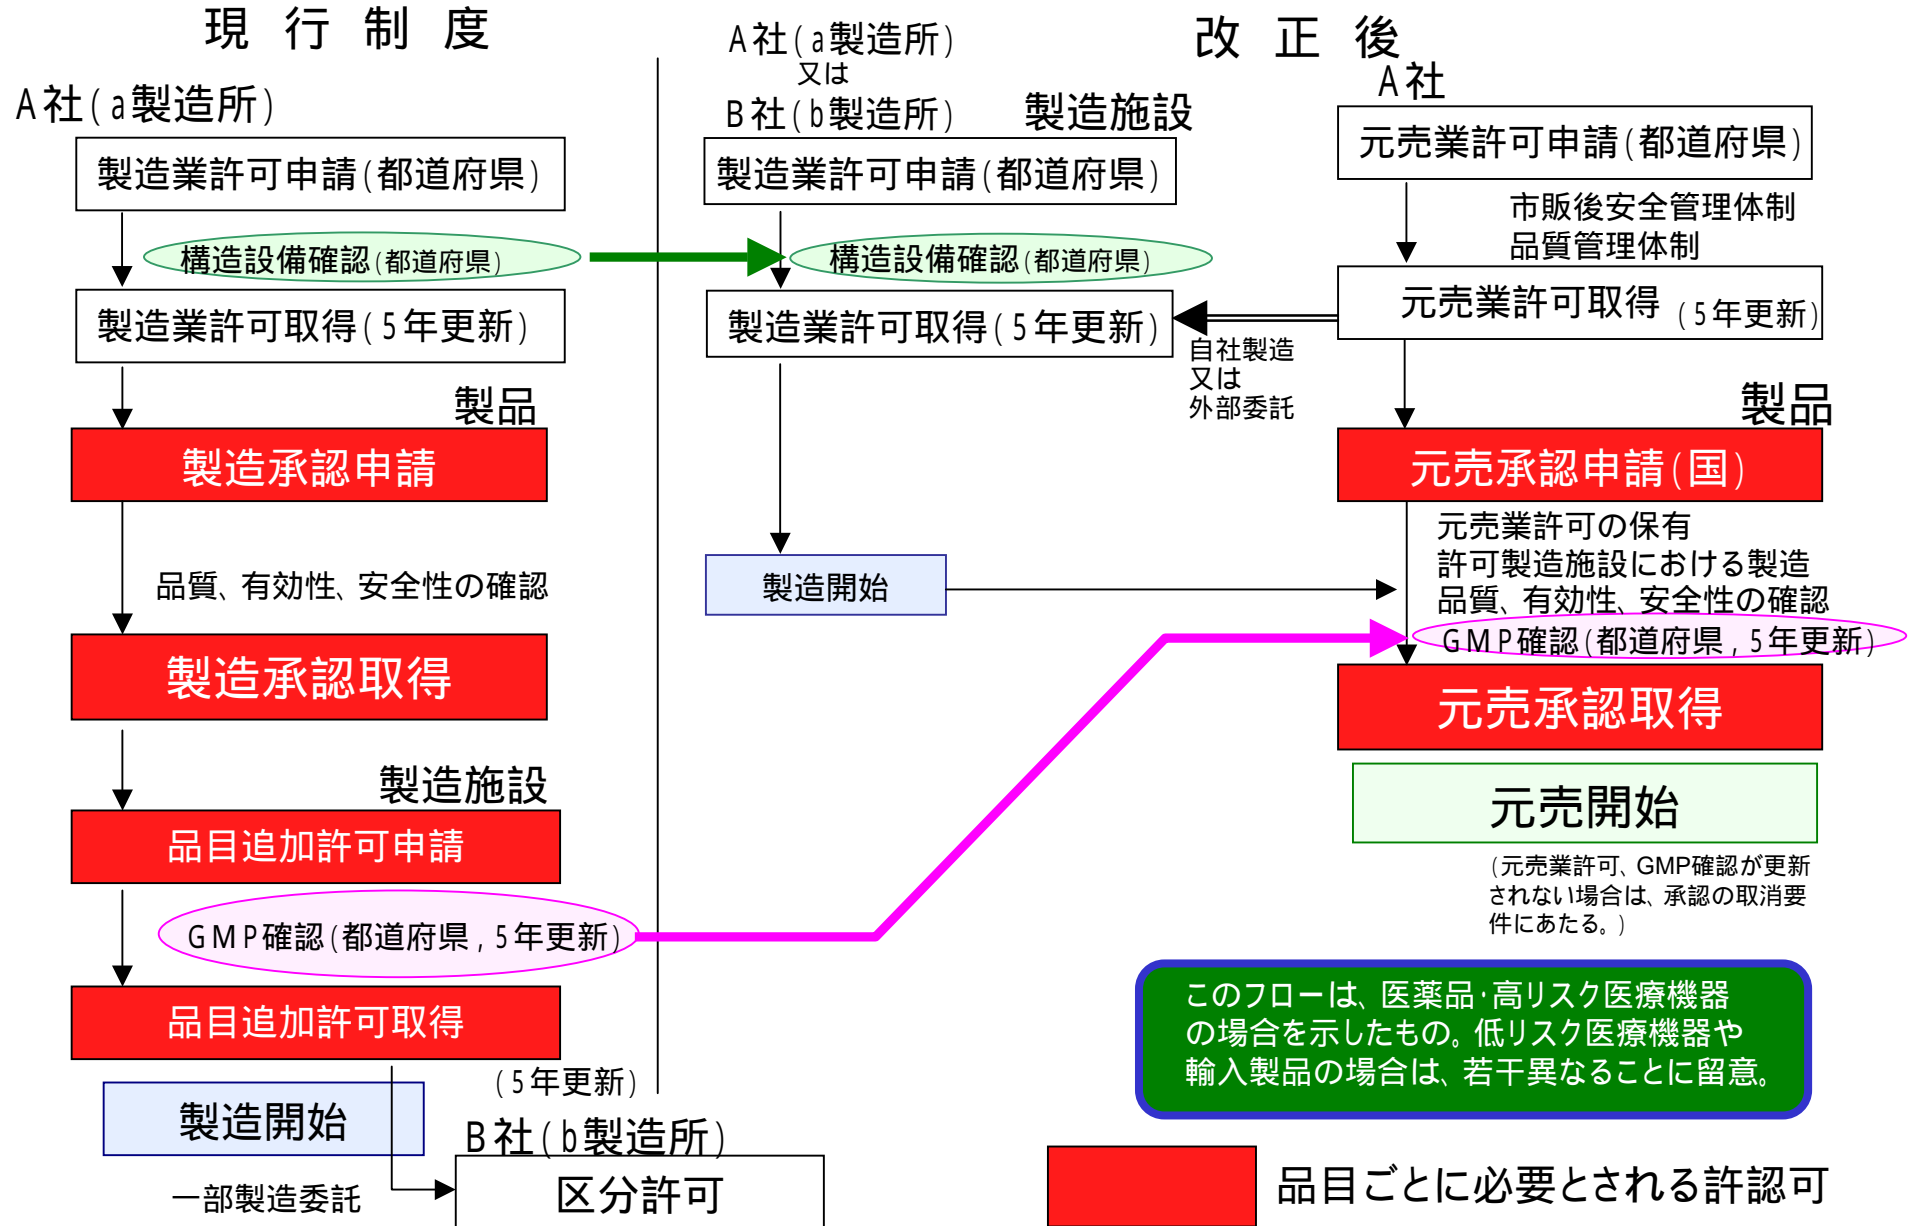 現行制度
A社(a製造所)
製造業許可申請(都道府県)
構造設備確認(都道府県)
製造業許可取得(5年更新)
製品
製造承認申請
品質、有効性、安全性の確認
製造承認取得
製造施設
品目追加許可申請
GMP確認(都道府県,5年更新)
品目追加許可取得
(5年更新)
製造開始
B社(b製造所)
一部製造委託
区分許可
改正後
A社(a製造所)
又は
B社(b製造所)
製造施設
製造業許可申請(都道府県)
構造設備確認(都道府県)
製造業許可取得(5年更新)
自社製造
又は
外部委託
製造開始
A社
元売業許可申請(都道府県)
市販後安全管理体制
品質管理体制
元売業許可取得(5年更新)
製品
元売承認申請(国)
元売業許可の保有
許可製造施設における製造
品質、有効性、安全性の確認
GMP確認(都道府県,5年更新)
元売承認取得
元売開始
(元売業許可、GMP確認が更新
されない場合は、承認の取消要
件にあたる。)
このフローは、医薬品・高リスク医療機器
の場合を示したもの。低リスク医療機器や
輸入製品の場合は、若干異なることに留意。
品目ごとに必要とされる許認可